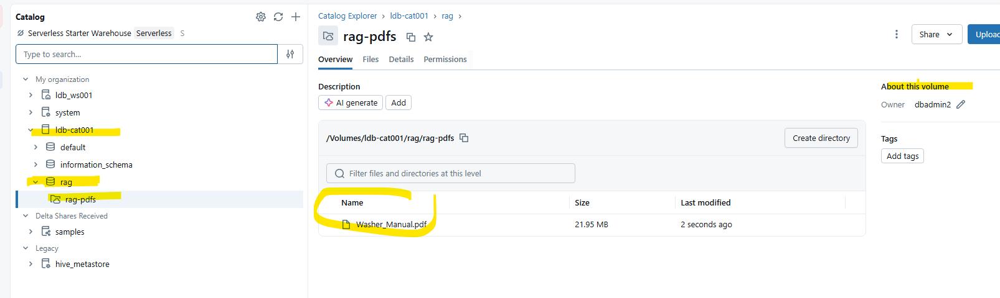 Catalog
Serverless Starter Warehouse Serverless S
Type to search...
My organization
ldb_ws001
system
ldb-cat001
default
information_schema
rag
rag-pdfs
Delta Shares Received
samples
Legacy
hive_metastore
Catalog Explorer > ldb-cat001 > rag >
rag-pdfs
Share
Uploa
Overview Files Details Permissions
Description
AI generate Add
/Volumes/ldb-cat001/rag/rag-pdfs
Create directory
Filter files and directories at this level
Name Size Last modified
Washer_Manual.pdf 21.95 MB 2 seconds ago
About this volume
Owner dbadmin2
Tags
Add tags